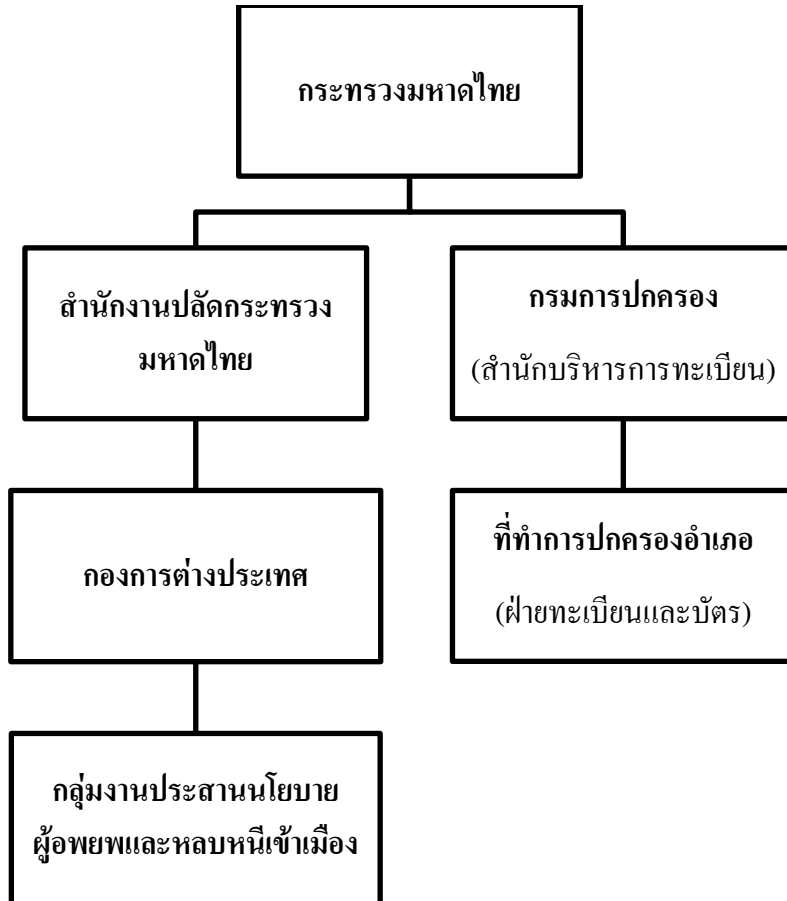 กระทรวงมหาดไทย
สำนักงานปลัดกระทรวง
มหาดไทย
กรมการปกครอง
(สำนักบริหารการทะเบียน)
กองการต่างประเทศ
ที่ทำการปกครองอำเภอ
(ฝ่ายทะเบียนและบัตร)
กลุ่มงานประสานนโยบาย
ผู้อพยพและหลบหนีเข้าเมือง